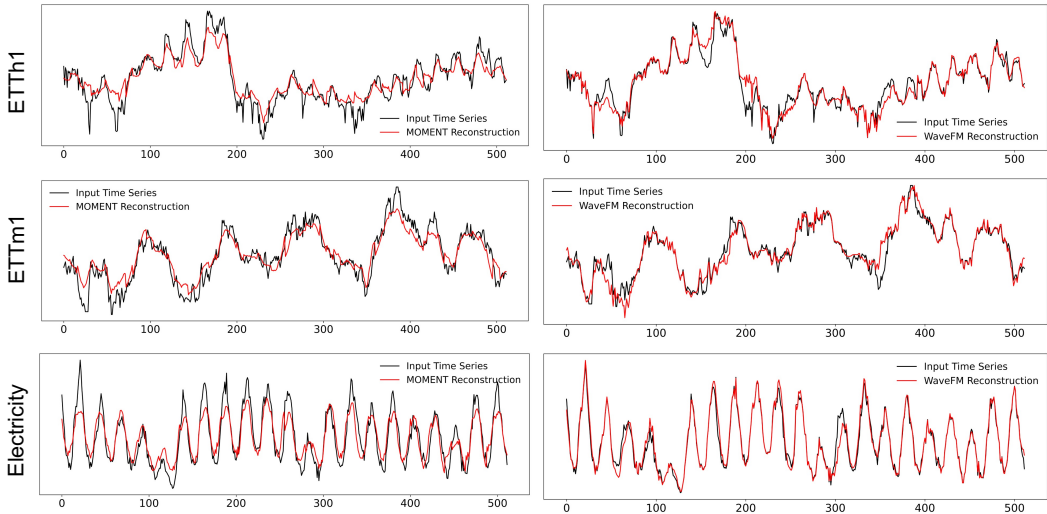 ETTh1
Input Time Series
MOMENT Reconstruction
0 100 200 300 400 500
Input Time Series
WaveFM Reconstruction
0 100 200 300 400 500
ETTm1
Input Time Series
MOMENT Reconstruction
0 100 200 300 400 500
Input Time Series
WaveFM Reconstruction
0 100 200 300 400 500
Electricity
Input Time Series
MOMENT Reconstruction
0 100 200 300 400 500
Input Time Series
WaveFM Reconstruction
0 100 200 300 400 500